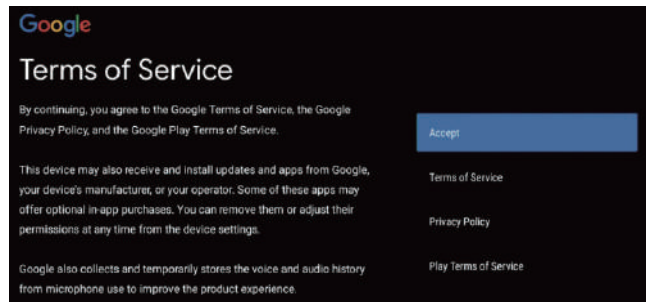 Google
Terms of Service
By continuing, you agree to the Google Terms of Service, the Google
Privacy Policy, and the Google Play Terms of Service.
This device may also receive and install updates and apps from Google,
your device's manufacturer, or your operator. Some of these apps may
offer optional in-app purchases. You can remove them or adjust their
permissions at any time from the device settings.
Google also collects and temporarily stores the voice and audio history
from microphone use to improve the product experience.
Accept
Terms of Service
Privacy Policy
Play Terms of Service